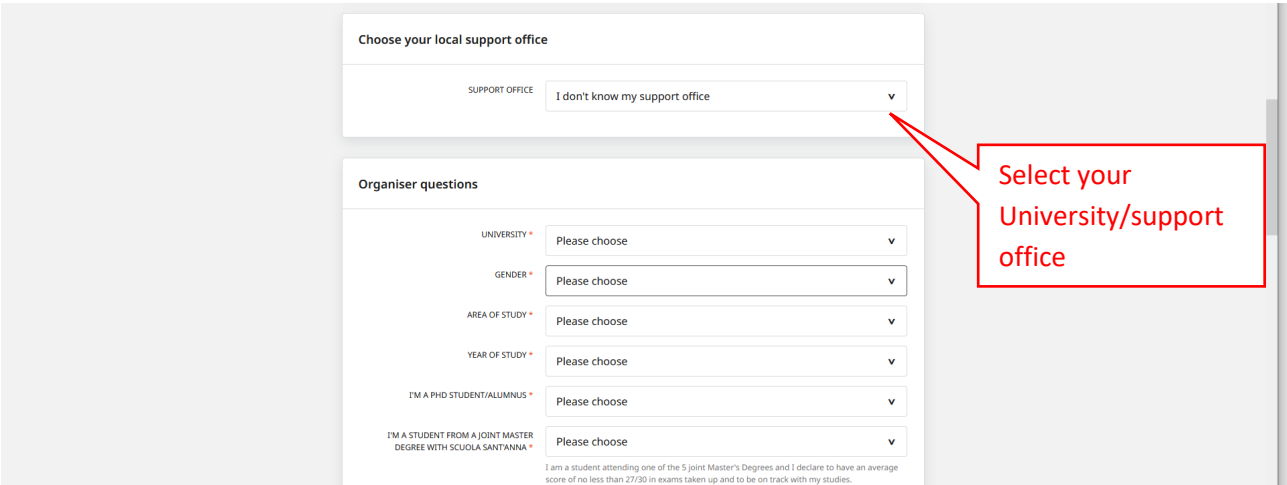 Choose your local support office
SUPPORT OFFICE
I don't know my support office
Select your
University/support
office
Organiser questions
UNIVERSITY *
Please choose
GENDER *
Please choose
AREA OF STUDY *
Please choose
YEAR OF STUDY *
Please choose
I'M A PHD STUDENT/ALUMNUS *
Please choose
I'M A STUDENT FROM A JOINT MASTER
DEGREE WITH SCUOLA SANT'ANNA *
Please choose
I am a student attending one of the 5 joint Master's Degrees and I declare to have an average
score of no less than 27/30 in exams taken up and to be on track with my studies.